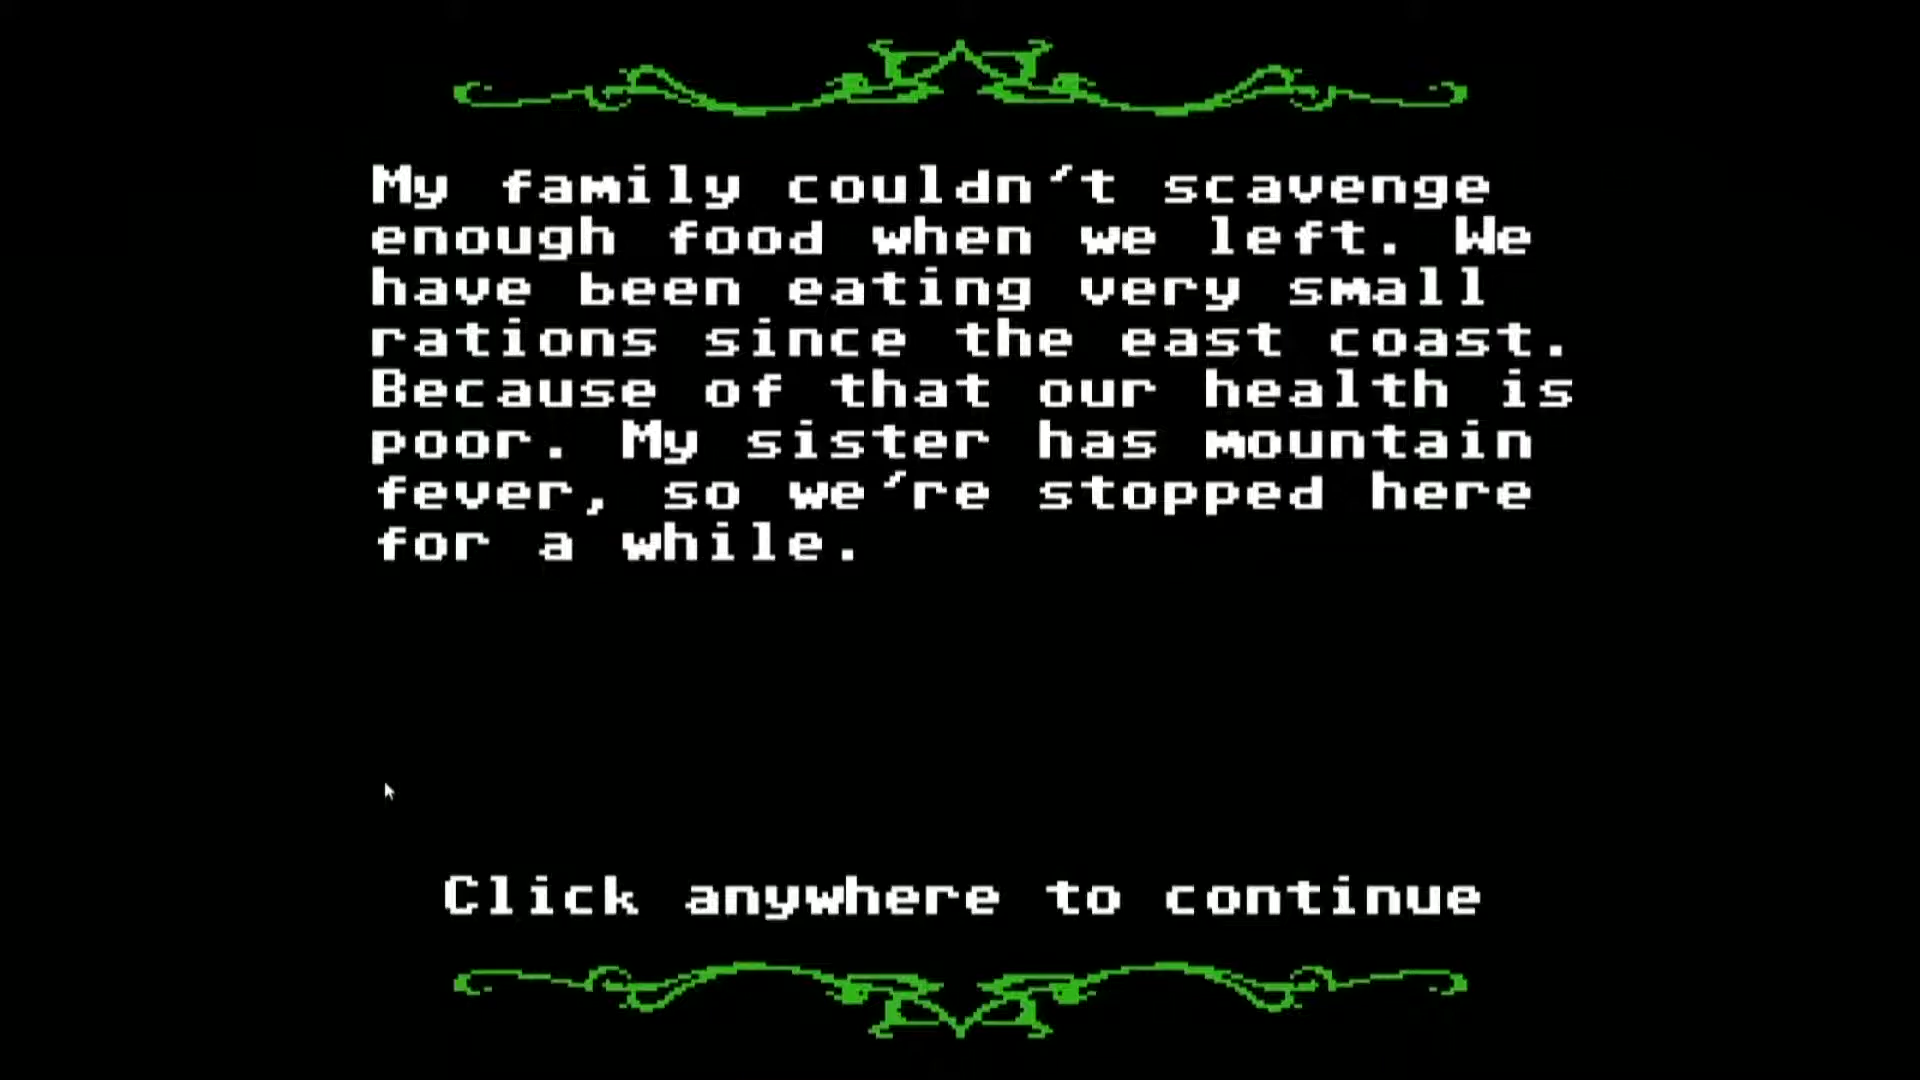 My family couldn't scavenge
enough food when we left. We
have been eating very small
rations since the east coast.
Because of that our health is
poor. My sister has mountain
fever, so we're stopped here
for a while.
Click anywhere to continue